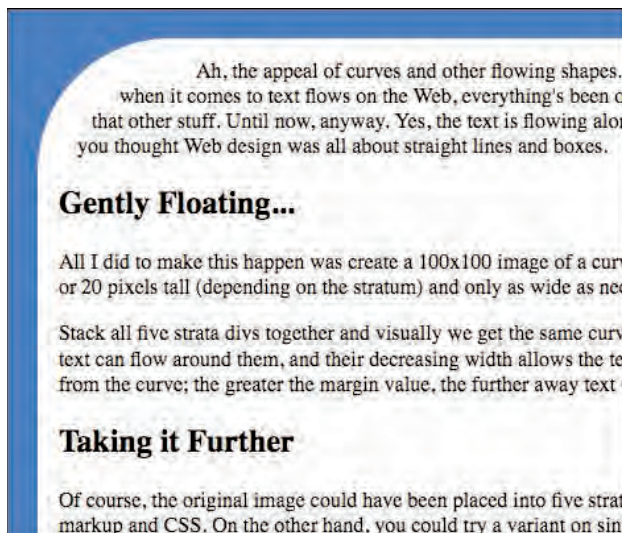 Ah, the appeal of curves and other flowing shapes.
when it comes to text flows on the Web, everything's been
that other stuff. Until now, anyway. Yes, the text is flowing
you thought Web design was all about straight lines and boxes.
Gently Floating...
All I did to make this happen was create a 100x100 image of a
or 20 pixels tall (depending on the stratum) and only as wide as
Stack all five strata divs together and visually we get the same
text can flow around them, and their decreasing width allows the
from the curve; the greater the margin value, the further away text
Taking it Further
Of course, the original image could have been placed into five
markup and CSS. On the other hand, you could try a variant on